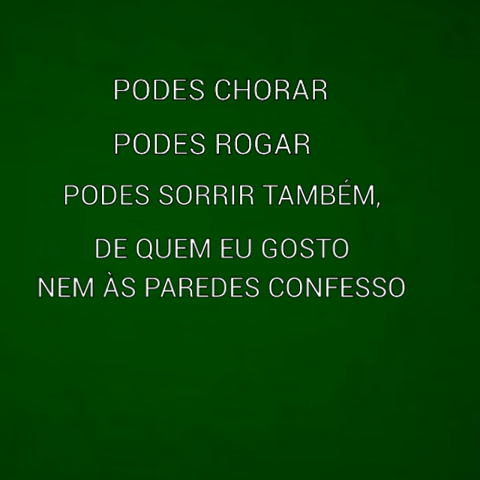 PODES CHORAR
PODES ROGAR
PODES SORRIR TAMBÉM,
DE QUEM EU GOSTO
NEM ÀS PAREDES CONFESSO